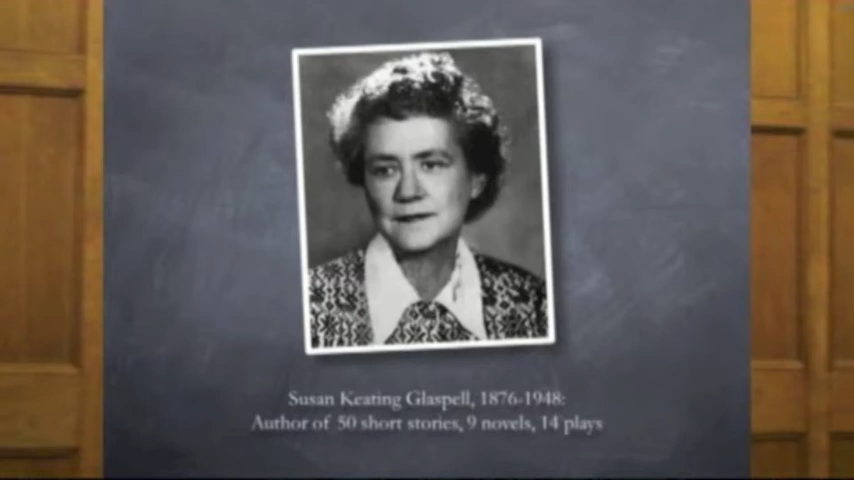 Susan Keating Glaspell, 1876-1948:
Author of 50 short stories, 9 novels, 14 plays